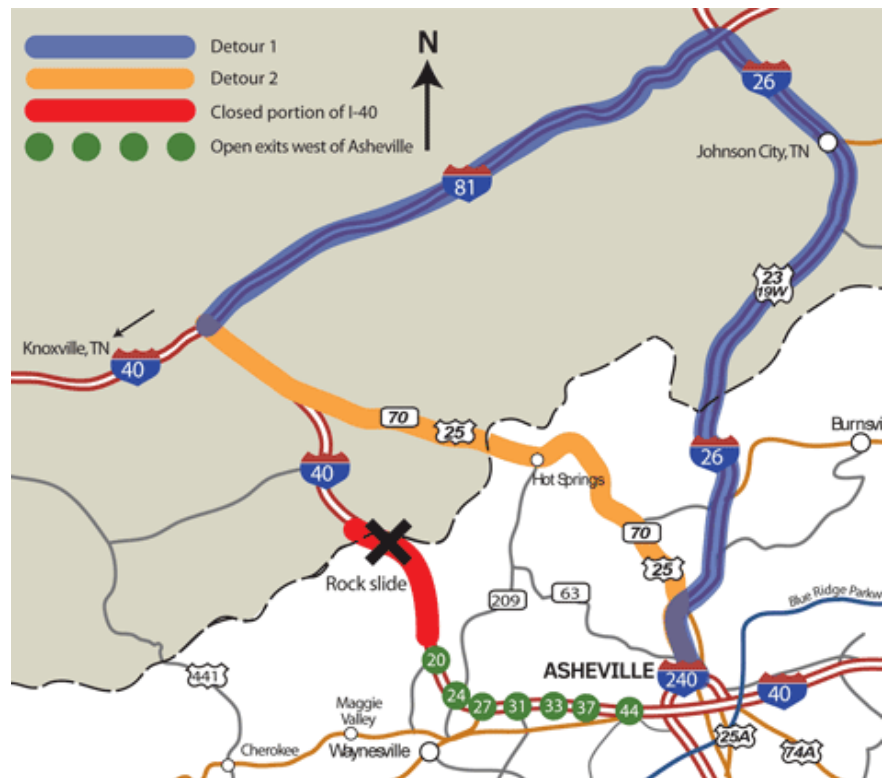 Detour 1
Detour 2
Closed portion of I-40
Open exits west of Asheville
N
26
Johnson City, TN
81
23
19W
Knoxville, TN
40
70
25
Burnsvi
26
40
Hot Springs
70
25
Rock slide
209
63
Blue Ridge Parkw
441
20
ASHEVILLE
240
40
24
27
31
33
37
44
Maggie
Valley
Waynesville
Cherokee
25A
74A